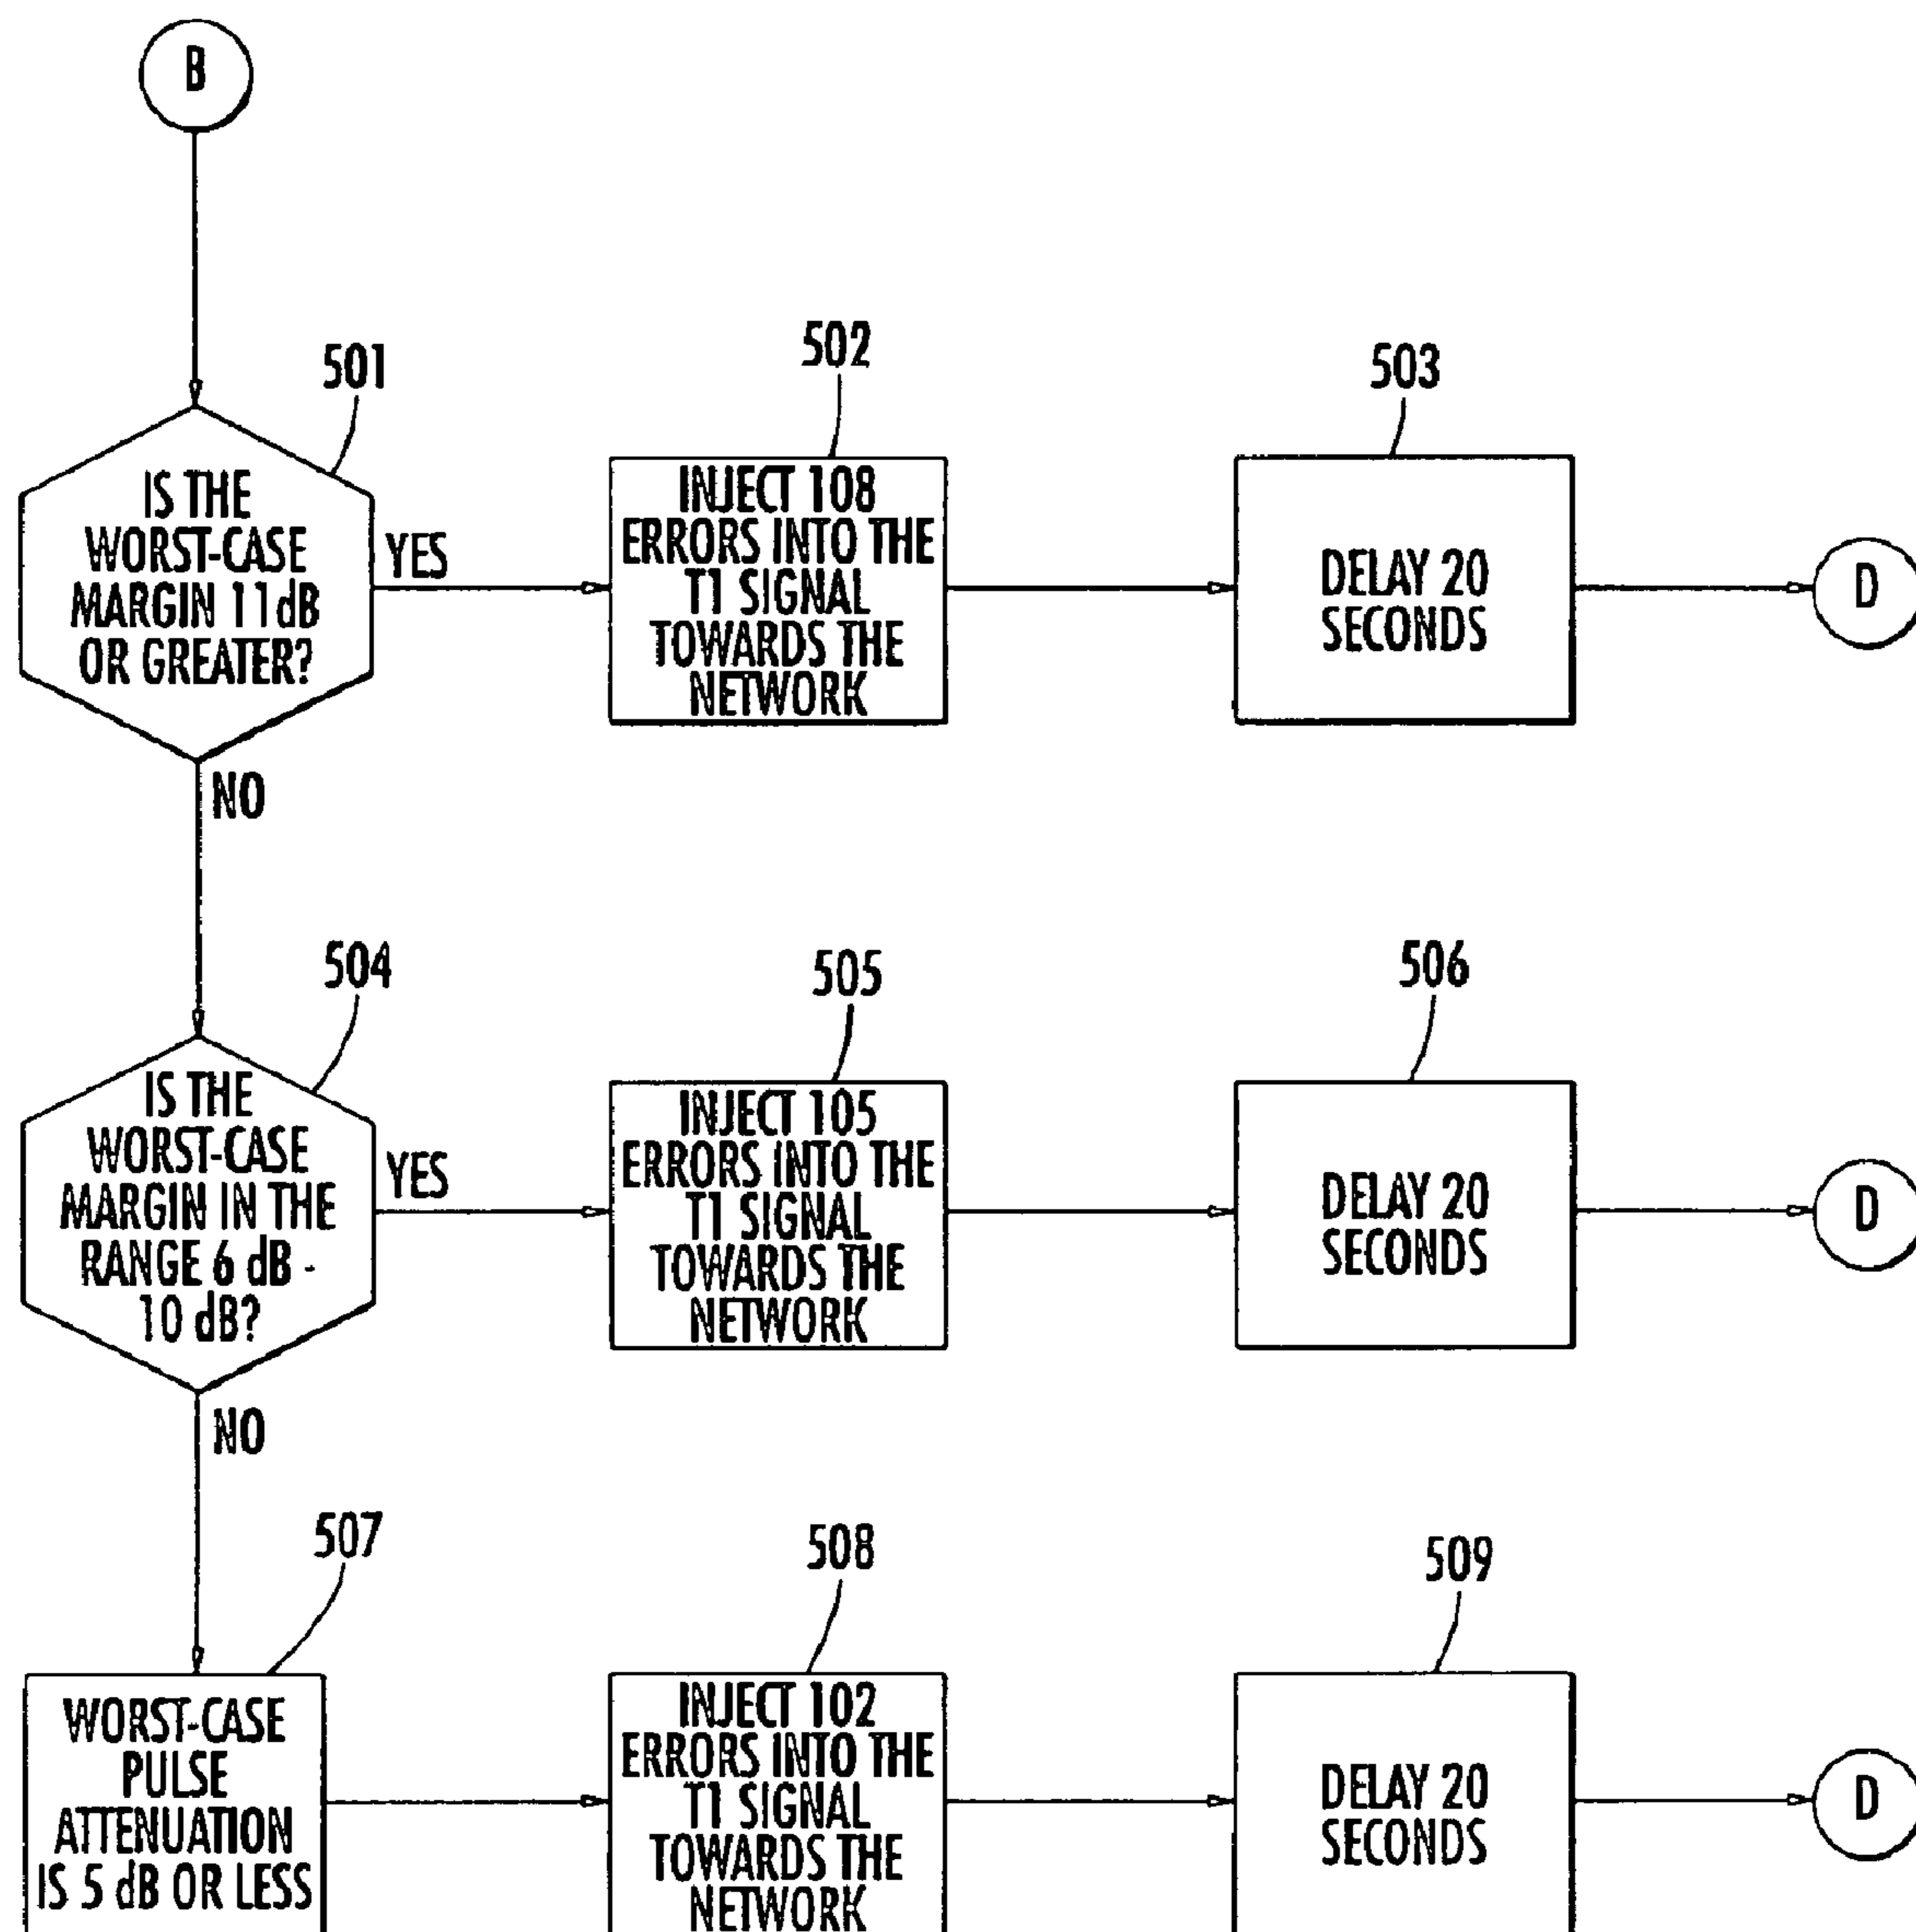 B
501
IS THE
WORST-CASE
MARGIN 11dB
OR GREATER?
YES
NO
502
INJECT 108
ERRORS INTO THE
T1 SIGNAL
TOWARDS THE
NETWORK
503
DELAY 20
SECONDS
D
504
IS THE
WORST-CASE
MARGIN IN THE
RANGE 6 dB -
10 dB?
YES
NO
505
INJECT 105
ERRORS INTO THE
T1 SIGNAL
TOWARDS THE
NETWORK
506
DELAY 20
SECONDS
D
507
WORST-CASE
PULSE
ATTENUATION
IS 5 dB OR LESS
508
INJECT 102
ERRORS INTO THE
T1 SIGNAL
TOWARDS THE
NETWORK
509
DELAY 20
SECONDS
D